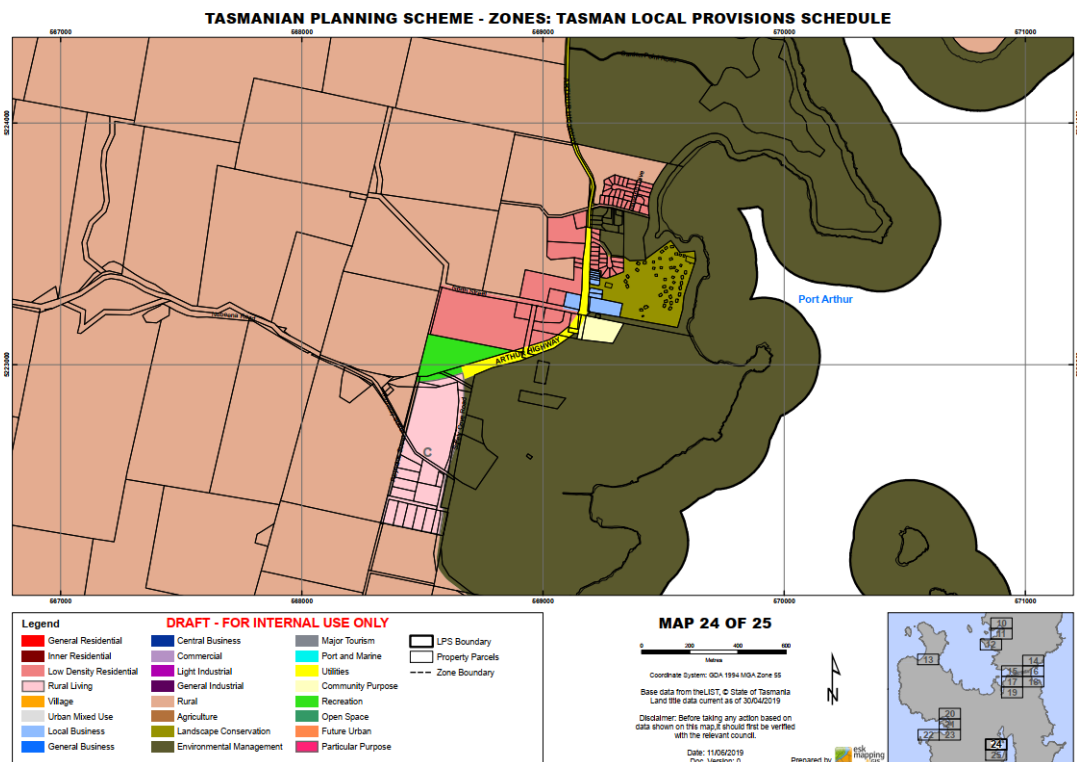 TASMANIAN PLANNING SCHEME - ZONES: TASMAN LOCAL PROVISIONS SCHEDULE
567000 568000 569000 570000 571000
5224000
Port Arthur
ARTHUR HIGHWAY
5223000
C
567000 568000 569000 570000 571000
Legend
DRAFT - FOR INTERNAL USE ONLY
General Residential
Inner Residential
Low Density Residential
Rural Living
Village
Urban Mixed Use
Local Business
General Business
Central Business
Commercial
Light Industrial
General Industrial
Rural
Agriculture
Landscape Conservation
Environmental Management
Major Tourism
Port and Marine
Utilities
Community Purpose
Recreation
Open Space
Future Urban
Particular Purpose
LPS Boundary
Property Parcels
Zone Boundary
MAP 24 OF 25
0 200 400 600
Metres
Coordinate System: GDA 1994 MGA Zone 55
Base data from theLIST, © State of Tasmania
Land title data current as of 30/04/2019
Disclaimer: Before taking any action based on
data shown on this map,it should first be verified
with the relevant council.
Date: 11/06/2019
Doc. Version: 0
Prepared by
esk
mapping
GIS
N
10
11
12
13
14
15 16
17 18
19
20
21
22 23
24
25